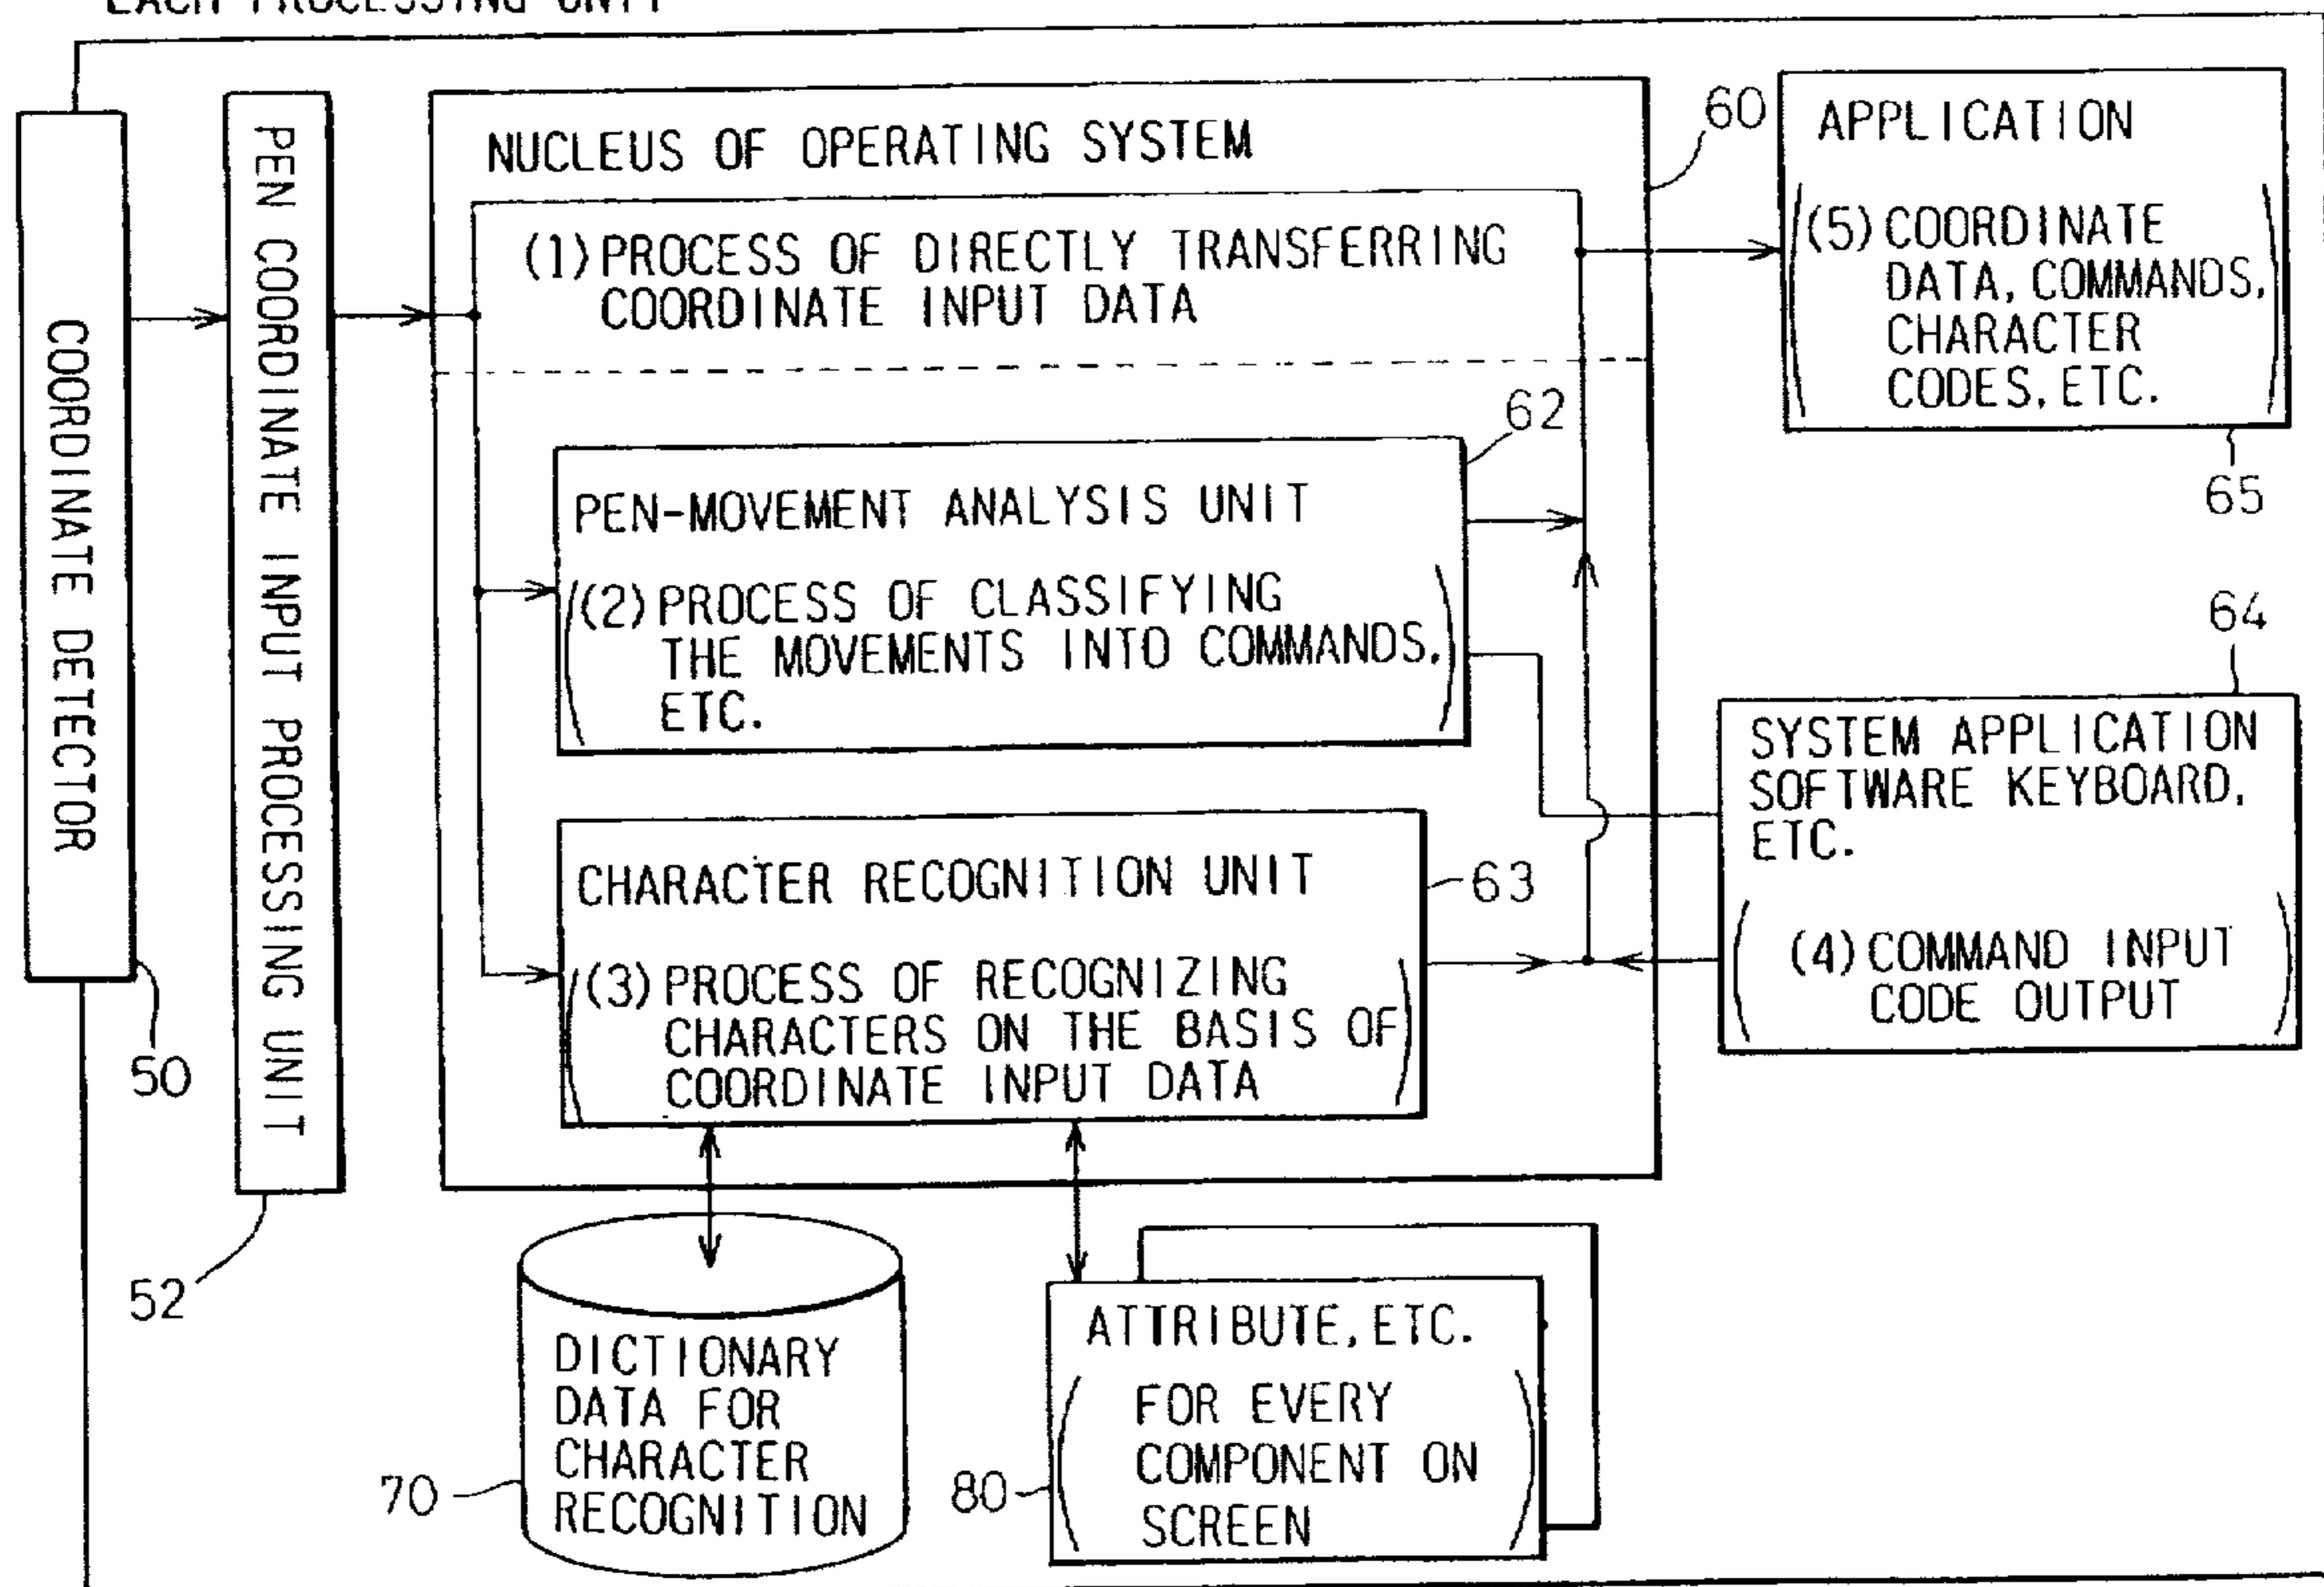 EACH PROCESSING UNIT
COORDINATE DETECTOR
50
PEN COORDINATE INPUT PROCESSING UNIT
52
NUCLEUS OF OPERATING SYSTEM
60
(1) PROCESS OF DIRECTLY TRANSFERRING
COORDINATE INPUT DATA
62
PEN-MOVEMENT ANALYSIS UNIT
(2) PROCESS OF CLASSIFYING
THE MOVEMENTS INTO COMMANDS,
ETC.
CHARACTER RECOGNITION UNIT
63
(3) PROCESS OF RECOGNIZING
CHARACTERS ON THE BASIS OF
COORDINATE INPUT DATA
APPLICATION
(5) COORDINATE
DATA, COMMANDS,
CHARACTER
CODES, ETC.
65
64
SYSTEM APPLICATION
SOFTWARE KEYBOARD,
ETC.
(4) COMMAND INPUT
CODE OUTPUT
DICTIONARY
DATA FOR
CHARACTER
RECOGNITION
70
ATTRIBUTE, ETC.
FOR EVERY
COMPONENT ON
SCREEN
80